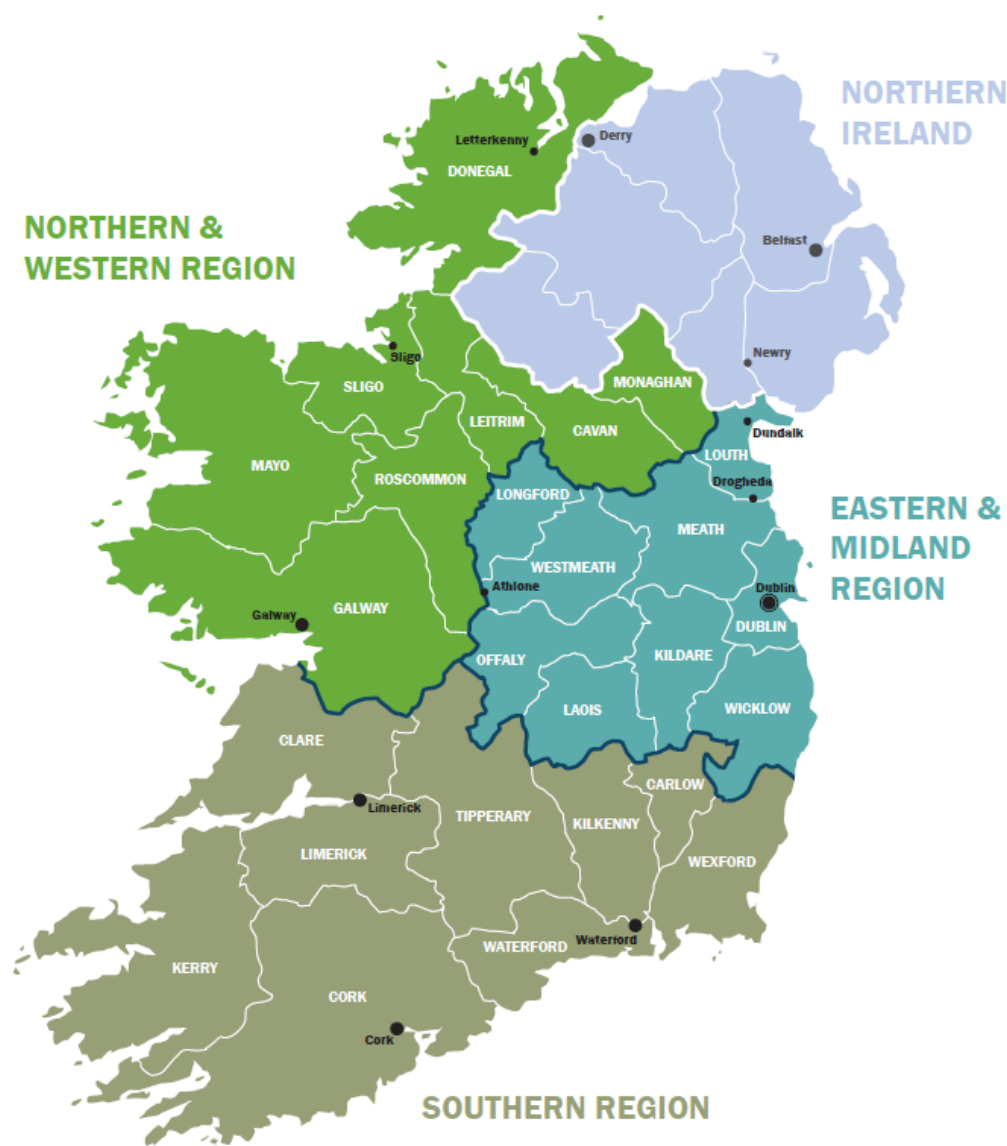 NORTHERN
IRELAND
Derry
Letterkenny
DONEGAL
NORTHERN &
WESTERN REGION
Belfast
Sligo
Newry
SLIGO
MONAGHAN
LEITRIM
CAVAN
Dundalk
LOUTH
MAYO
ROSCOMMON
Drogheda
LONGFORD
EASTERN &
MIDLAND
REGION
MEATH
WESTMEATH
Athlone
Dublin
GALWAY
Galway
DUBLIN
OFFALY
KILDARE
LAOIS
WICKLOW
CLARE
CARLOW
Limerick
TIPPERARY
KILKENNY
LIMERICK
WEXFORD
WATERFORD
Waterford
KERRY
CORK
Cork
SOUTHERN REGION